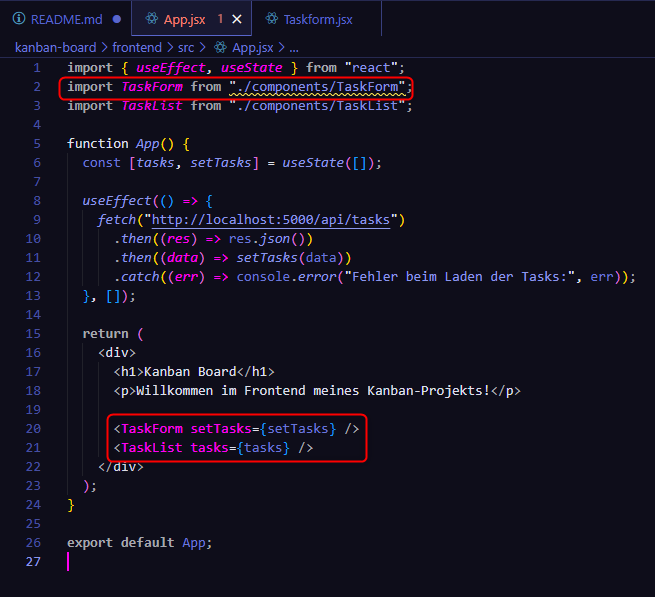 README.md
App.jsx 1
Taskform.jsx
kanban-board > frontend > src > App.jsx > ...
1 import { useEffect, useState } from "react";
2 import TaskForm from "./components/TaskForm";
3 import TaskList from "./components/TaskList";
4
5 function App() {
6 const [tasks, setTasks] = useState([]);
7
8 useEffect(() => {
9 fetch("http://localhost:5000/api/tasks")
10 .then((res) => res.json())
11 .then((data) => setTasks(data))
12 .catch((err) => console.error("Fehler beim Laden der Tasks:", err));
13 }, []);
14
15 return (
16 <div>
17 <h1>Kanban Board</h1>
18 <p>Willkommen im Frontend meines Kanban-Projekts!</p>
19
20 <TaskForm setTasks={setTasks} />
21 <TaskList tasks={tasks} />
22 </div>
23 );
24 }
25
26 export default App;
27